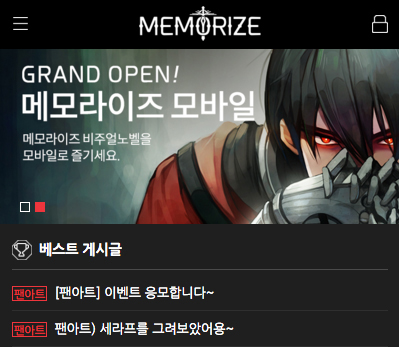 MEMORIZE
GRAND OPEN!
메모라이즈 모바일
메모라이즈 비주얼노벨을
모바일로 즐기세요.
베스트 게시글
팬아트 [팬아트] 이벤트 응모합니다~
팬아트 팬아트) 세라프를 그려보았어용~